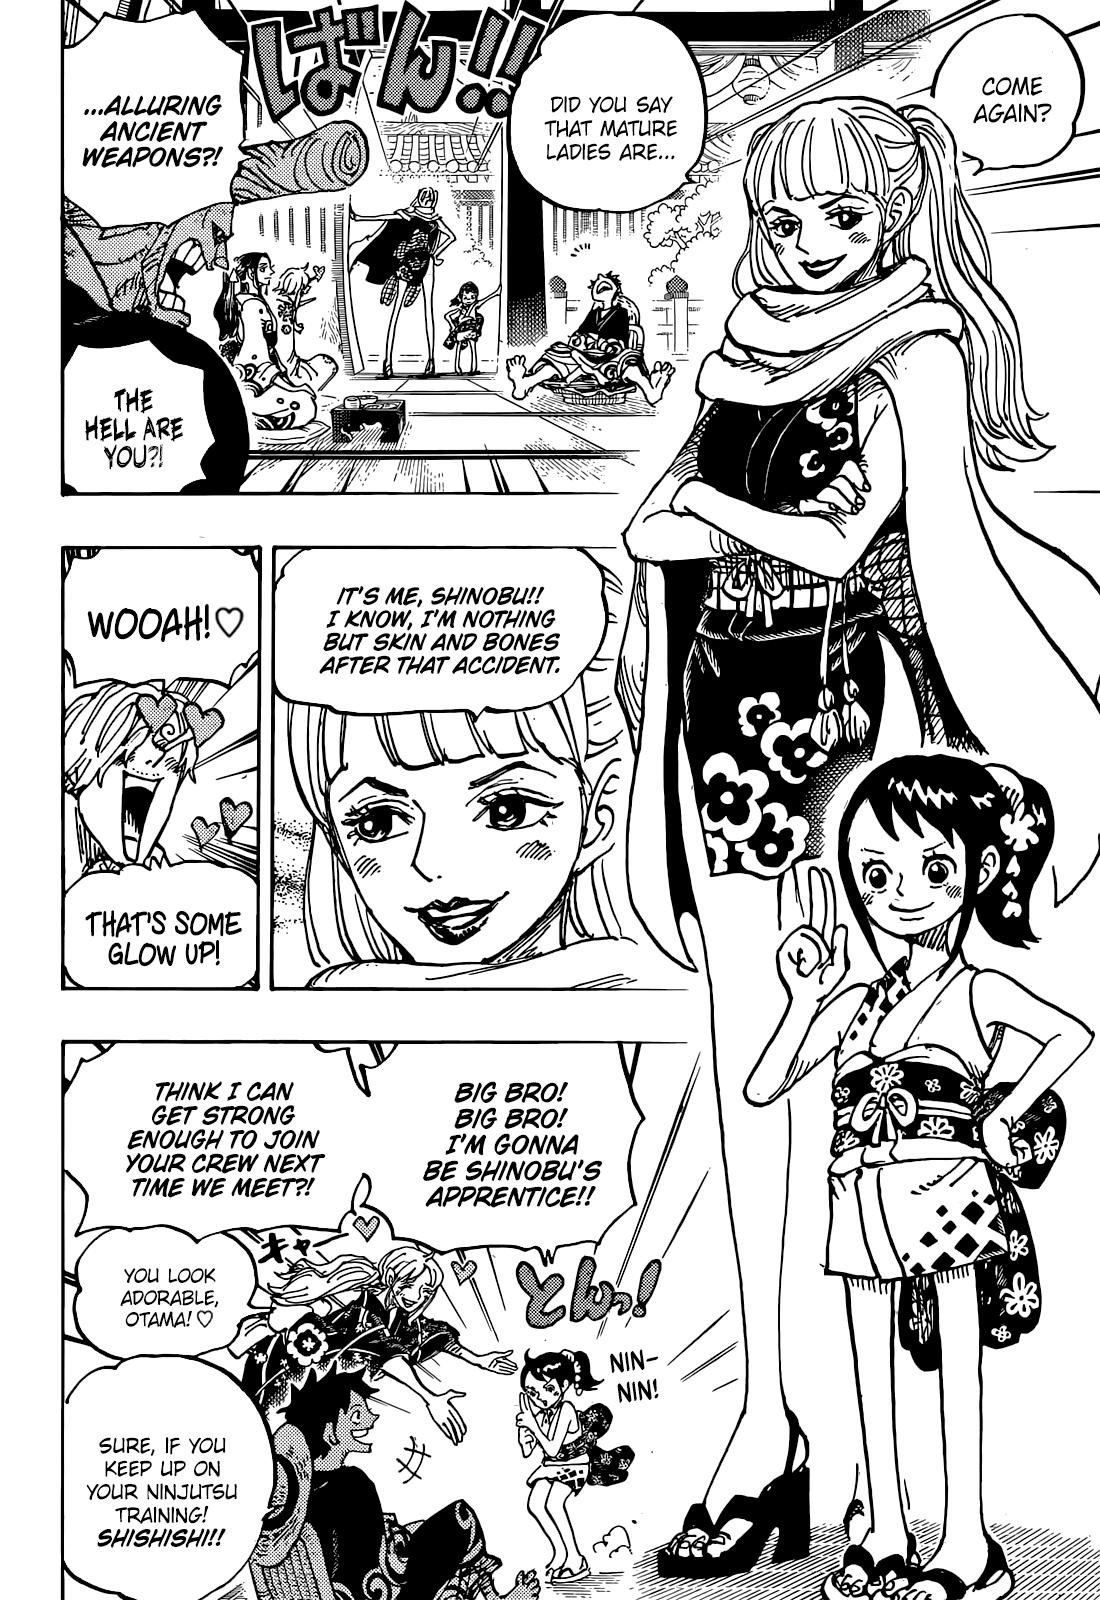 COME
AGAIN?
ばん!!
DID YOU SAY
THAT MATURE
LADIES ARE...
...ALLURING
ANCIENT
WEAPONS?!
THE
HELL ARE
YOU?!
IT'S ME, SHINOBU!!
I KNOW, I'M NOTHING
BUT SKIN AND BONES
AFTER THAT ACCIDENT.
WOOAH!♡
THAT'S SOME
GLOW UP!
BIG BRO!
BIG BRO!
I'M GONNA
BE SHINOBU'S
APPRENTICE!!
THINK I CAN
GET STRONG
ENOUGH TO JOIN
YOUR CREW NEXT
TIME WE MEET?!
キャー
YOU LOOK
ADORABLE,
OTAMA!♡
とんっ!
NIN-
NIN!
SURE, IF YOU
KEEP UP ON
YOUR NINJUTSU
TRAINING!
SHISHISHI!!